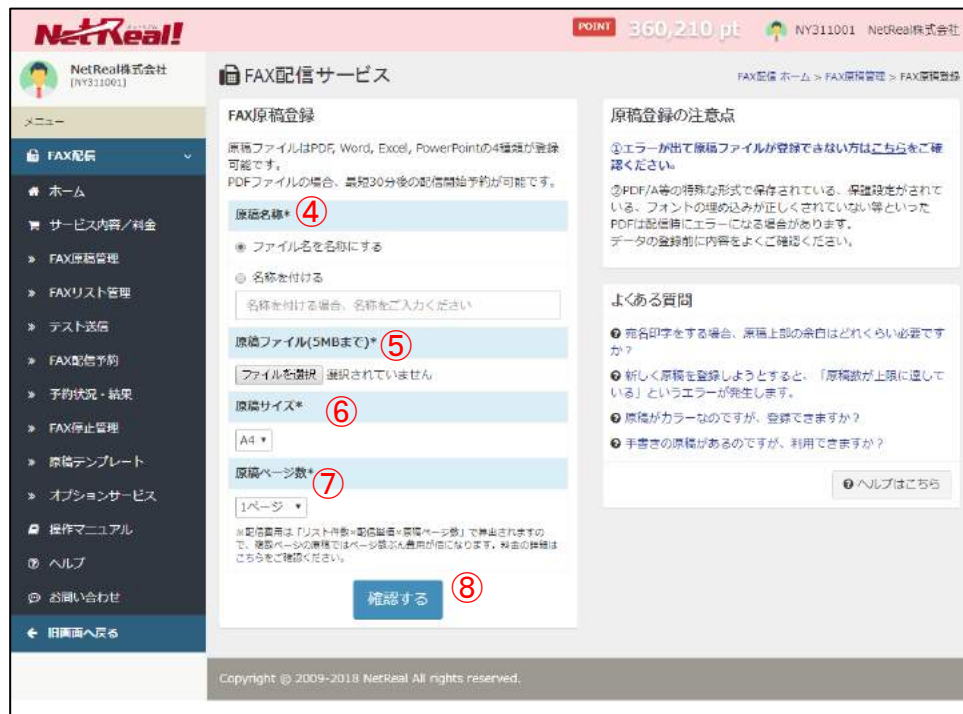 NetReal!
POINT 360,210 pt NY311001 NetReal株式会社
NetReal株式会社
[NY311001]
メニュー
FAX配信
ホーム
サービス内容／料金
FAX原稿管理
FAXリスト管理
テスト送信
FAX配信予約
予約状況・結果
FAX停止管理
原稿テンプレート
オプションサービス
操作マニュアル
ヘルプ
お問い合わせ
旧画面へ戻る
FAX配信サービス
FAX配信 ホーム > FAX原稿管理 > FAX原稿登録
FAX原稿登録
原稿ファイルはPDF, Word, Excel, PowerPointの4種類が登録
可能です。
PDFファイルの場合、最短30分後の配信開始予約が可能です。
原稿名称* ④
ファイル名を名称にする
名称を付ける
名称を付ける場合、名称をご入力ください
原稿ファイル(5MBまで)* ⑤
ファイルを選択 選択されていません
原稿サイズ* ⑥
A4
原稿ページ数* ⑦
1ページ
※配信費用は「リスト件数×配信単価×原稿ページ数」で算出されますの
で、複数ページの原稿ではページ数ぶん費用が倍になります。料金の詳細は
こちらをご確認ください。
確認する ⑧
原稿登録の注意点
①エラーが出て原稿ファイルが登録できない方はこちらをご確
認ください。
②PDF/A等の特殊な形式で保存されている、保護設定がされて
いる、フォントの埋め込みが正しくされていない等といった
PDFは配信時にエラーになる場合があります。
データの登録前に内容をよくご確認ください。
よくある質問
宛名印字をする場合、原稿上部の余白はどれくらい必要です
か？
新しく原稿を登録しようとすると、「原稿数が上限に達して
いる」というエラーが発生します。
原稿がカラーなのですが、登録できますか？
手書きの原稿があるのですが、利用できますか？
ヘルプはこちら
Copyright © 2009-2018 NetReal All rights reserved.